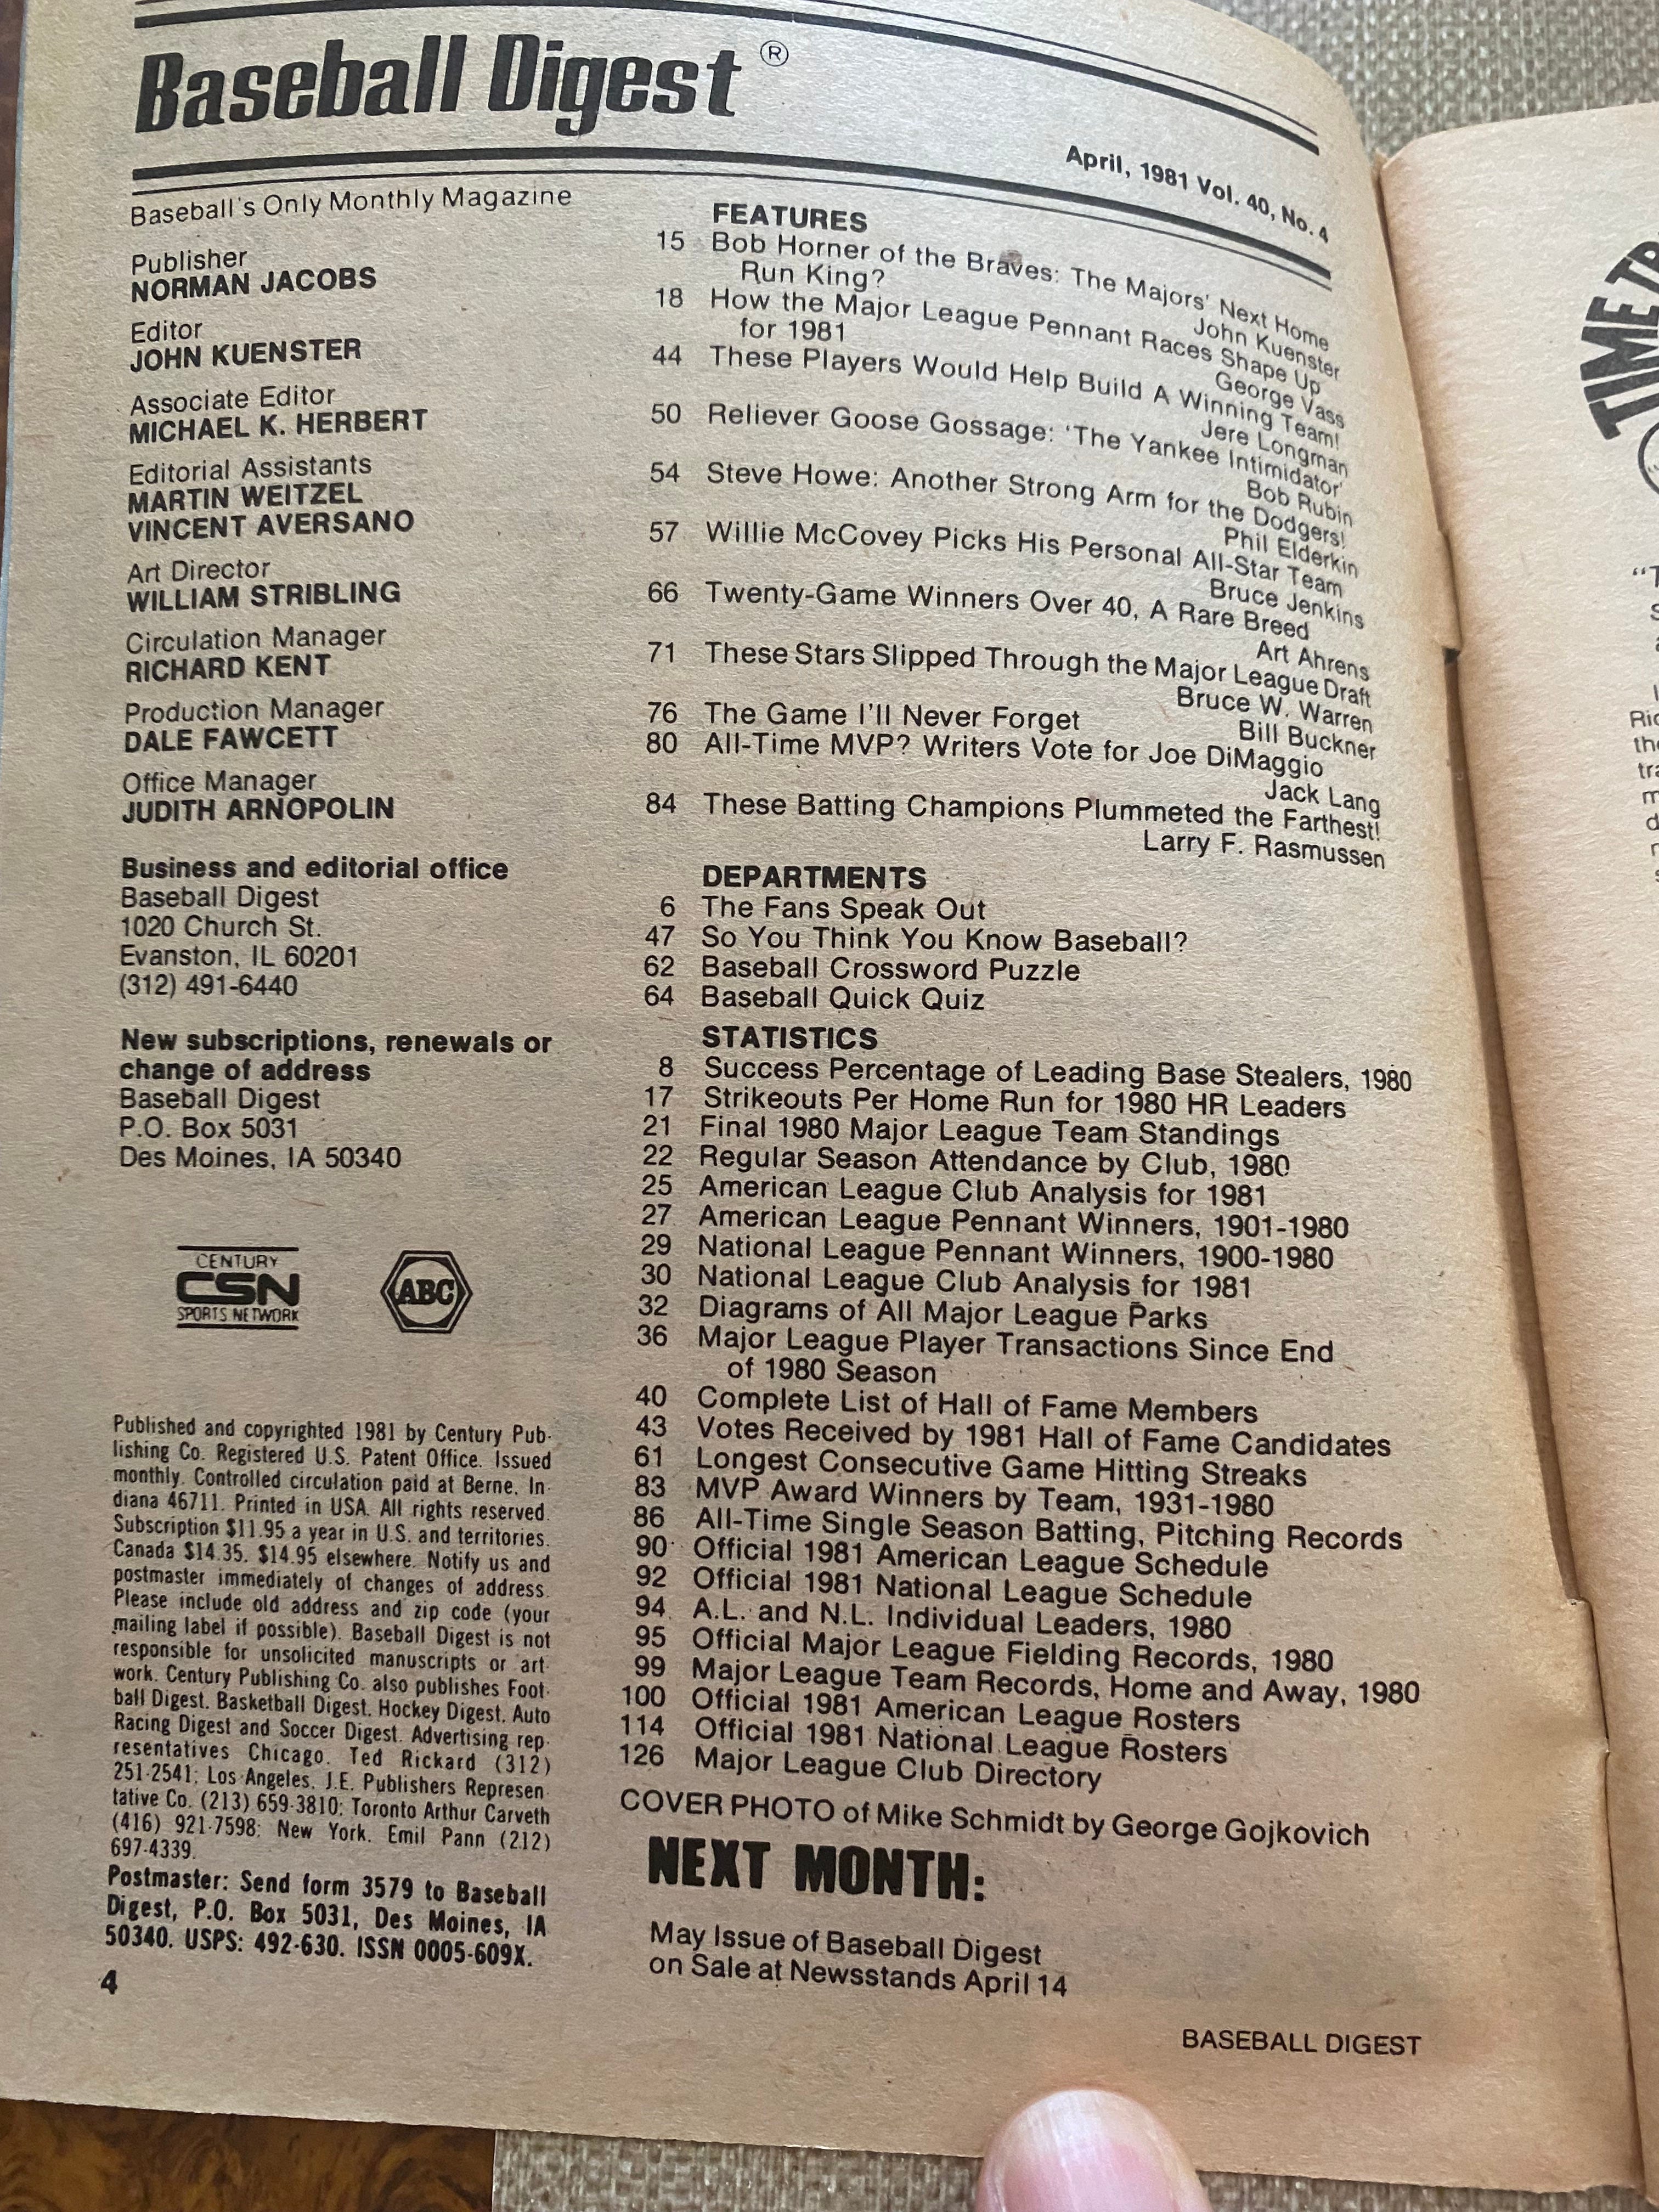 Baseball Digest ®
April, 1981 Vol. 40, No. 4
Baseball's Only Monthly Magazine
Publisher
NORMAN JACOBS
Editor
JOHN KUENSTER
Associate Editor
MICHAEL K. HERBERT
Editorial Assistants
MARTIN WEITZEL
VINCENT AVERSANO
Art Director
WILLIAM STRIBLING
Circulation Manager
RICHARD KENT
Production Manager
DALE FAWCETT
Office Manager
JUDITH ARNOPOLIN
Business and editorial office
Baseball Digest
1020 Church St.
Evanston, IL 60201
(312) 491-6440
New subscriptions, renewals or
change of address
Baseball Digest
P.O. Box 5031
Des Moines, IA 50340
CENTURY
CSN
SPORTS NETWORK
ABC
Published and copyrighted 1981 by Century Pub-
lishing Co. Registered U.S. Patent Office. Issued
monthly. Controlled circulation paid at Berne, In-
diana 46711. Printed in USA. All rights reserved.
Subscription $11.95 a year in U.S. and territories.
Canada $14.35. $14.95 elsewhere. Notify us and
postmaster immediately of changes of address.
Please include old address and zip code (your
mailing label if possible). Baseball Digest is not
responsible for unsolicited manuscripts or art-
work. Century Publishing Co. also publishes Foot-
ball Digest, Basketball Digest, Hockey Digest, Auto
Racing Digest and Soccer Digest. Advertising rep-
resentatives Chicago. Ted Rickard (312)
251-2541; Los Angeles. J.E. Publishers Represen-
tative Co. (213) 659-3810; Toronto Arthur Carveth
(416) 921-7598; New York. Emil Pann (212)
697-4339.
Postmaster: Send form 3579 to Baseball
Digest, P.O. Box 5031, Des Moines, IA
50340. USPS: 492-630. ISSN 0005-609X.
4
FEATURES
15 Bob Horner of the Braves: The Majors' Next Home
Run King?
John Kuenster
18 How the Major League Pennant Races Shape Up
for 1981
George Vass
44 These Players Would Help Build A Winning Team!
Jere Longman
50 Reliever Goose Gossage: 'The Yankee Intimidator'
Bob Rubin
54 Steve Howe: Another Strong Arm for the Dodgers!
Phil Elderkin
57 Willie McCovey Picks His Personal All-Star Team
Bruce Jenkins
66 Twenty-Game Winners Over 40, A Rare Breed
Art Ahrens
71 These Stars Slipped Through the Major League Draft
Bruce W. Warren
76 The Game I'll Never Forget
Bill Buckner
80 All-Time MVP? Writers Vote for Joe DiMaggio
Jack Lang
84 These Batting Champions Plummeted the Farthest!
Larry F. Rasmussen
DEPARTMENTS
6 The Fans Speak Out
47 So You Think You Know Baseball?
62 Baseball Crossword Puzzle
64 Baseball Quick Quiz
STATISTICS
8 Success Percentage of Leading Base Stealers, 1980
17 Strikeouts Per Home Run for 1980 HR Leaders
21 Final 1980 Major League Team Standings
22 Regular Season Attendance by Club, 1980
25 American League Club Analysis for 1981
27 American League Pennant Winners, 1901-1980
29 National League Pennant Winners, 1900-1980
30 National League Club Analysis for 1981
32 Diagrams of All Major League Parks
36 Major League Player Transactions Since End
of 1980 Season
40 Complete List of Hall of Fame Members
43 Votes Received by 1981 Hall of Fame Candidates
61 Longest Consecutive Game Hitting Streaks
83 MVP Award Winners by Team, 1931-1980
86 All-Time Single Season Batting, Pitching Records
90 Official 1981 American League Schedule
92 Official 1981 National League Schedule
94 A.L. and N.L. Individual Leaders, 1980
95 Official Major League Fielding Records, 1980
99 Major League Team Records, Home and Away, 1980
100 Official 1981 American League Rosters
114 Official 1981 National League Rosters
126 Major League Club Directory
COVER PHOTO of Mike Schmidt by George Gojkovich
NEXT MONTH:
May Issue of Baseball Digest
on Sale at Newsstands April 14
BASEBALL DIGEST
TIME